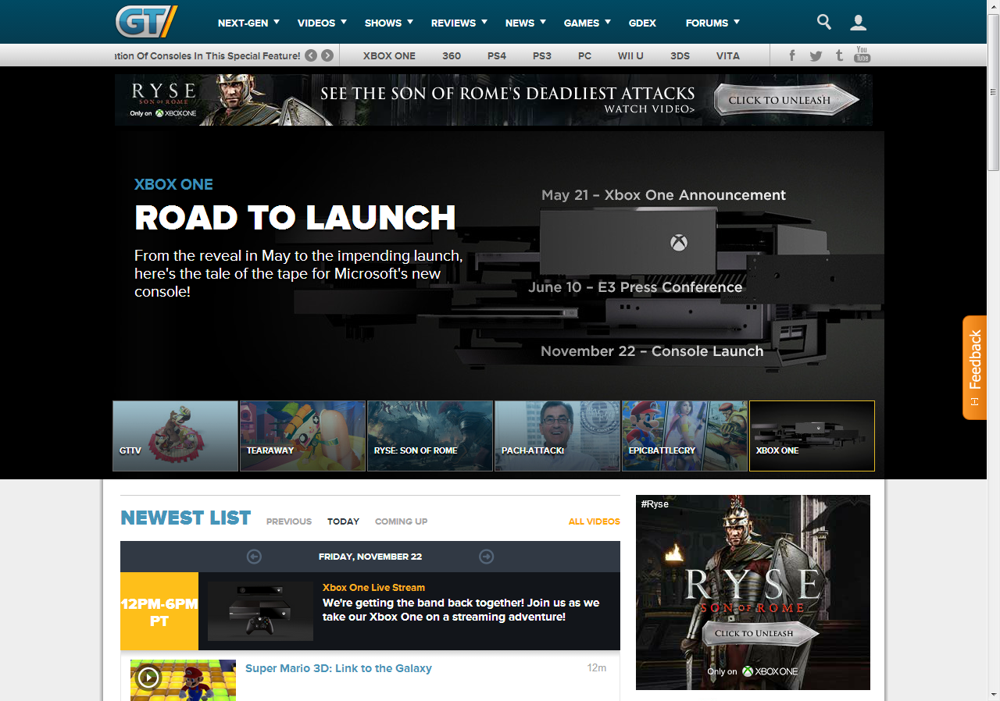 GT
NEXT-GEN
VIDEOS
SHOWS
REVIEWS
NEWS
GAMES
GDEX
FORUMS
ation Of Consoles In This Special Feature!
XBOX ONE
360
PS4
PS3
PC
WII U
3DS
VITA
f
t
You
Tube
RYSE
SON OF ROME
Only on XBOX ONE
SEE THE SON OF ROME'S DEADLIEST ATTACKS
WATCH VIDEO>
CLICK TO UNLEASH
XBOX ONE
ROAD TO LAUNCH
From the reveal in May to the impending launch,
here's the tale of the tape for Microsoft's new
console!
May 21 – Xbox One Announcement
June 10 – E3 Press Conference
November 22 – Console Launch
[-] Feedback
GTTV
TEARAWAY
RYSE: SON OF ROME
PACH-ATTACK!
EPICBATTLECRY
XBOX ONE
NEWEST LIST
PREVIOUS
TODAY
COMING UP
ALL VIDEOS
FRIDAY, NOVEMBER 22
12PM-6PM
PT
Xbox One Live Stream
We're getting the band back together! Join us as we
take our Xbox One on a streaming adventure!
Super Mario 3D: Link to the Galaxy
12m
#Ryse
RYSE
SON OF ROME
CLICK TO UNLEASH
Only on XBOX ONE